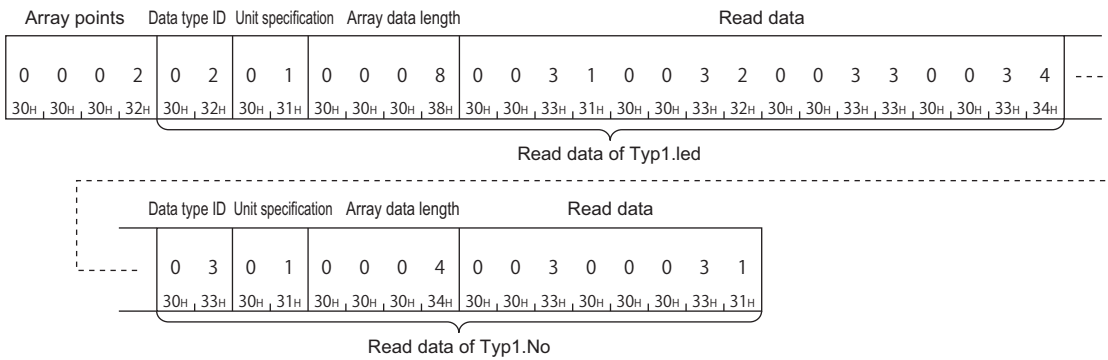 Array points Data type ID Unit specification Array data length Read data
0 0 0 2 0 2 0 1 0 0 0 8 0 0 3 1 0 0 3 2 0 0 3 3 0 0 3 4
30H 30H 30H 32H 30H 32H 30H 31H 30H 30H 30H 38H 30H 30H 33H 31H 30H 30H 33H 32H 30H 30H 33H 33H 30H 30H 33H 34H
Read data of Typ1.led
Data type ID Unit specification Array data length Read data
0 3 0 1 0 0 0 4 0 0 3 0 0 0 3 1
30H 33H 30H 31H 30H 30H 30H 34H 30H 30H 33H 30H 30H 30H 33H 31H
Read data of Typ1.No